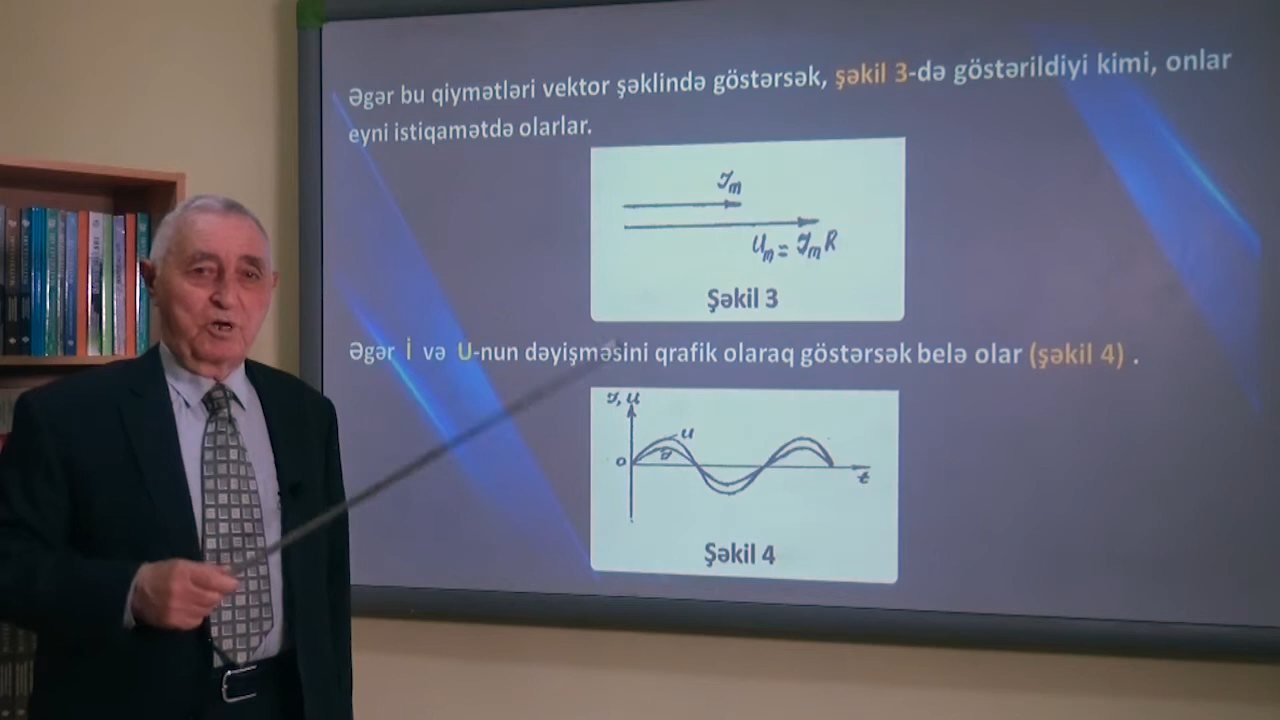 Əgər bu qiymətləri vektor şəklində göstərsək, şəkil 3-də göstərildiyi kimi, onlar
eyni istiqamətdə olarlar.
Im
Um = ImR
Şəkil 3
Əgər İ və U-nun dəyişməsini qrafik olaraq göstərsək belə olar (şəkil 4) .
I, u
u
I
0
t
Şəkil 4